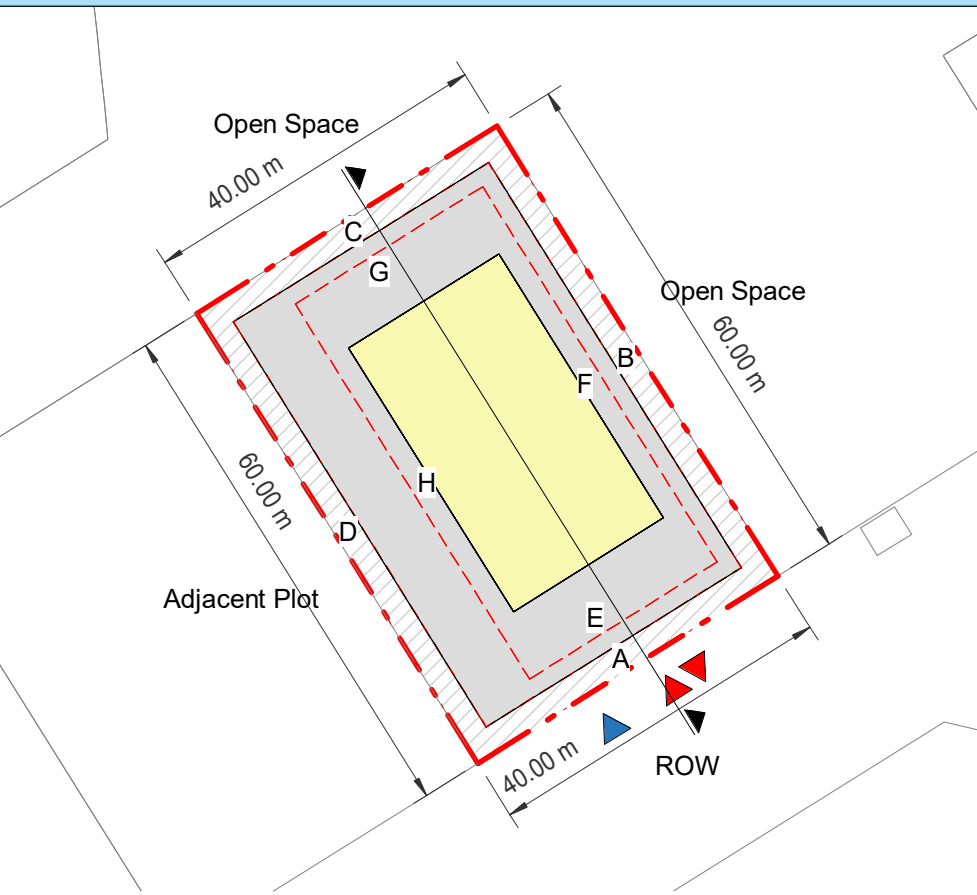 Open Space
40.00 m
C
G
Open Space
60.00 m
B
F
60.00 m
H
D
Adjacent Plot
E
A
ROW
40.00 m